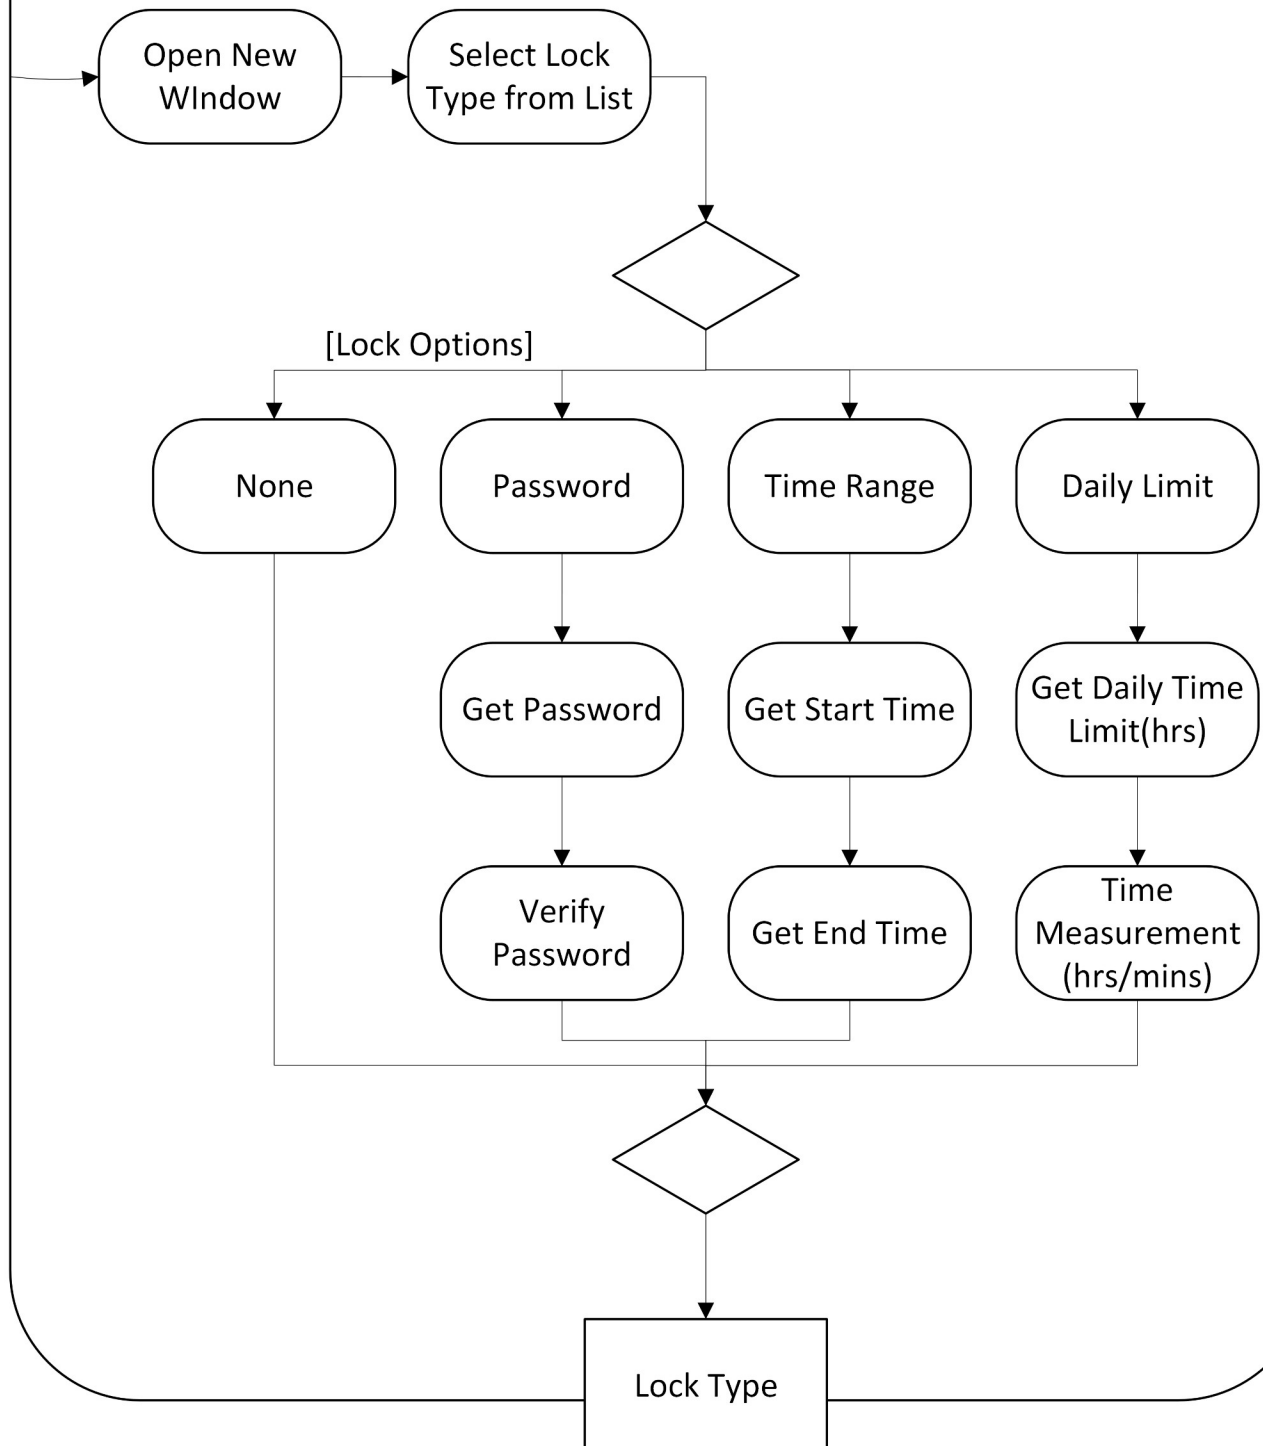 Open New
WIndow
Select Lock
Type from List
[Lock Options]
None
Password
Time Range
Daily Limit
Get Password
Get Start Time
Get Daily Time
Limit(hrs)
Verify
Password
Get End Time
Time
Measurement
(hrs/mins)
Lock Type